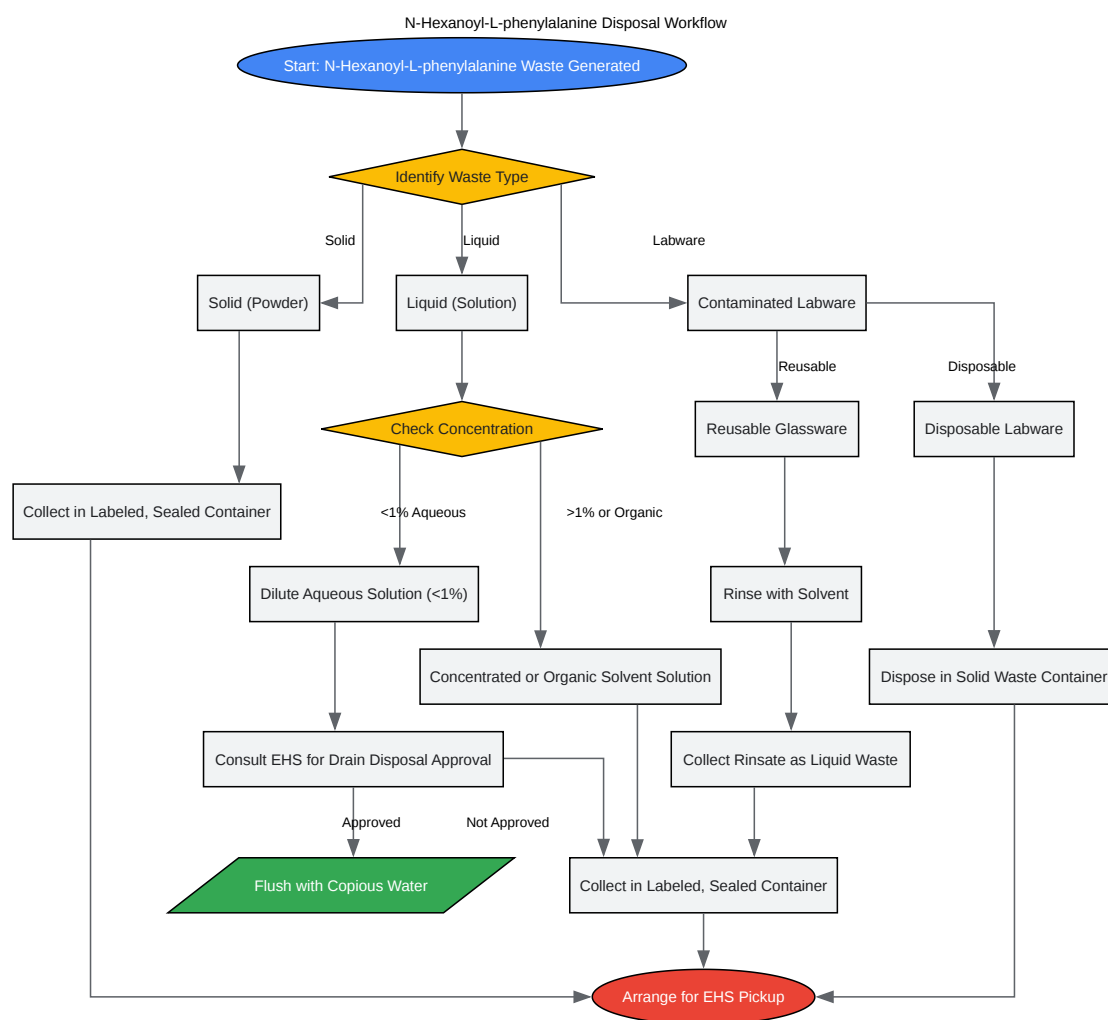 N-Hexanoyl-L-phenylalanine Disposal Workflow
Start: N-Hexanoyl-L-phenylalanine Waste Generated
Identify Waste Type
Solid
Liquid
Labware
Solid (Powder)
Liquid (Solution)
Contaminated Labware
Reusable
Disposable
Check Concentration
Reusable Glassware
Disposable Labware
Collect in Labeled, Sealed Container
<1% Aqueous
>1% or Organic
Dilute Aqueous Solution (<1%)
Rinse with Solvent
Concentrated or Organic Solvent Solution
Dispose in Solid Waste Container
Consult EHS for Drain Disposal Approval
Collect Rinsate as Liquid Waste
Approved
Not Approved
Flush with Copious Water
Collect in Labeled, Sealed Container
Arrange for EHS Pickup